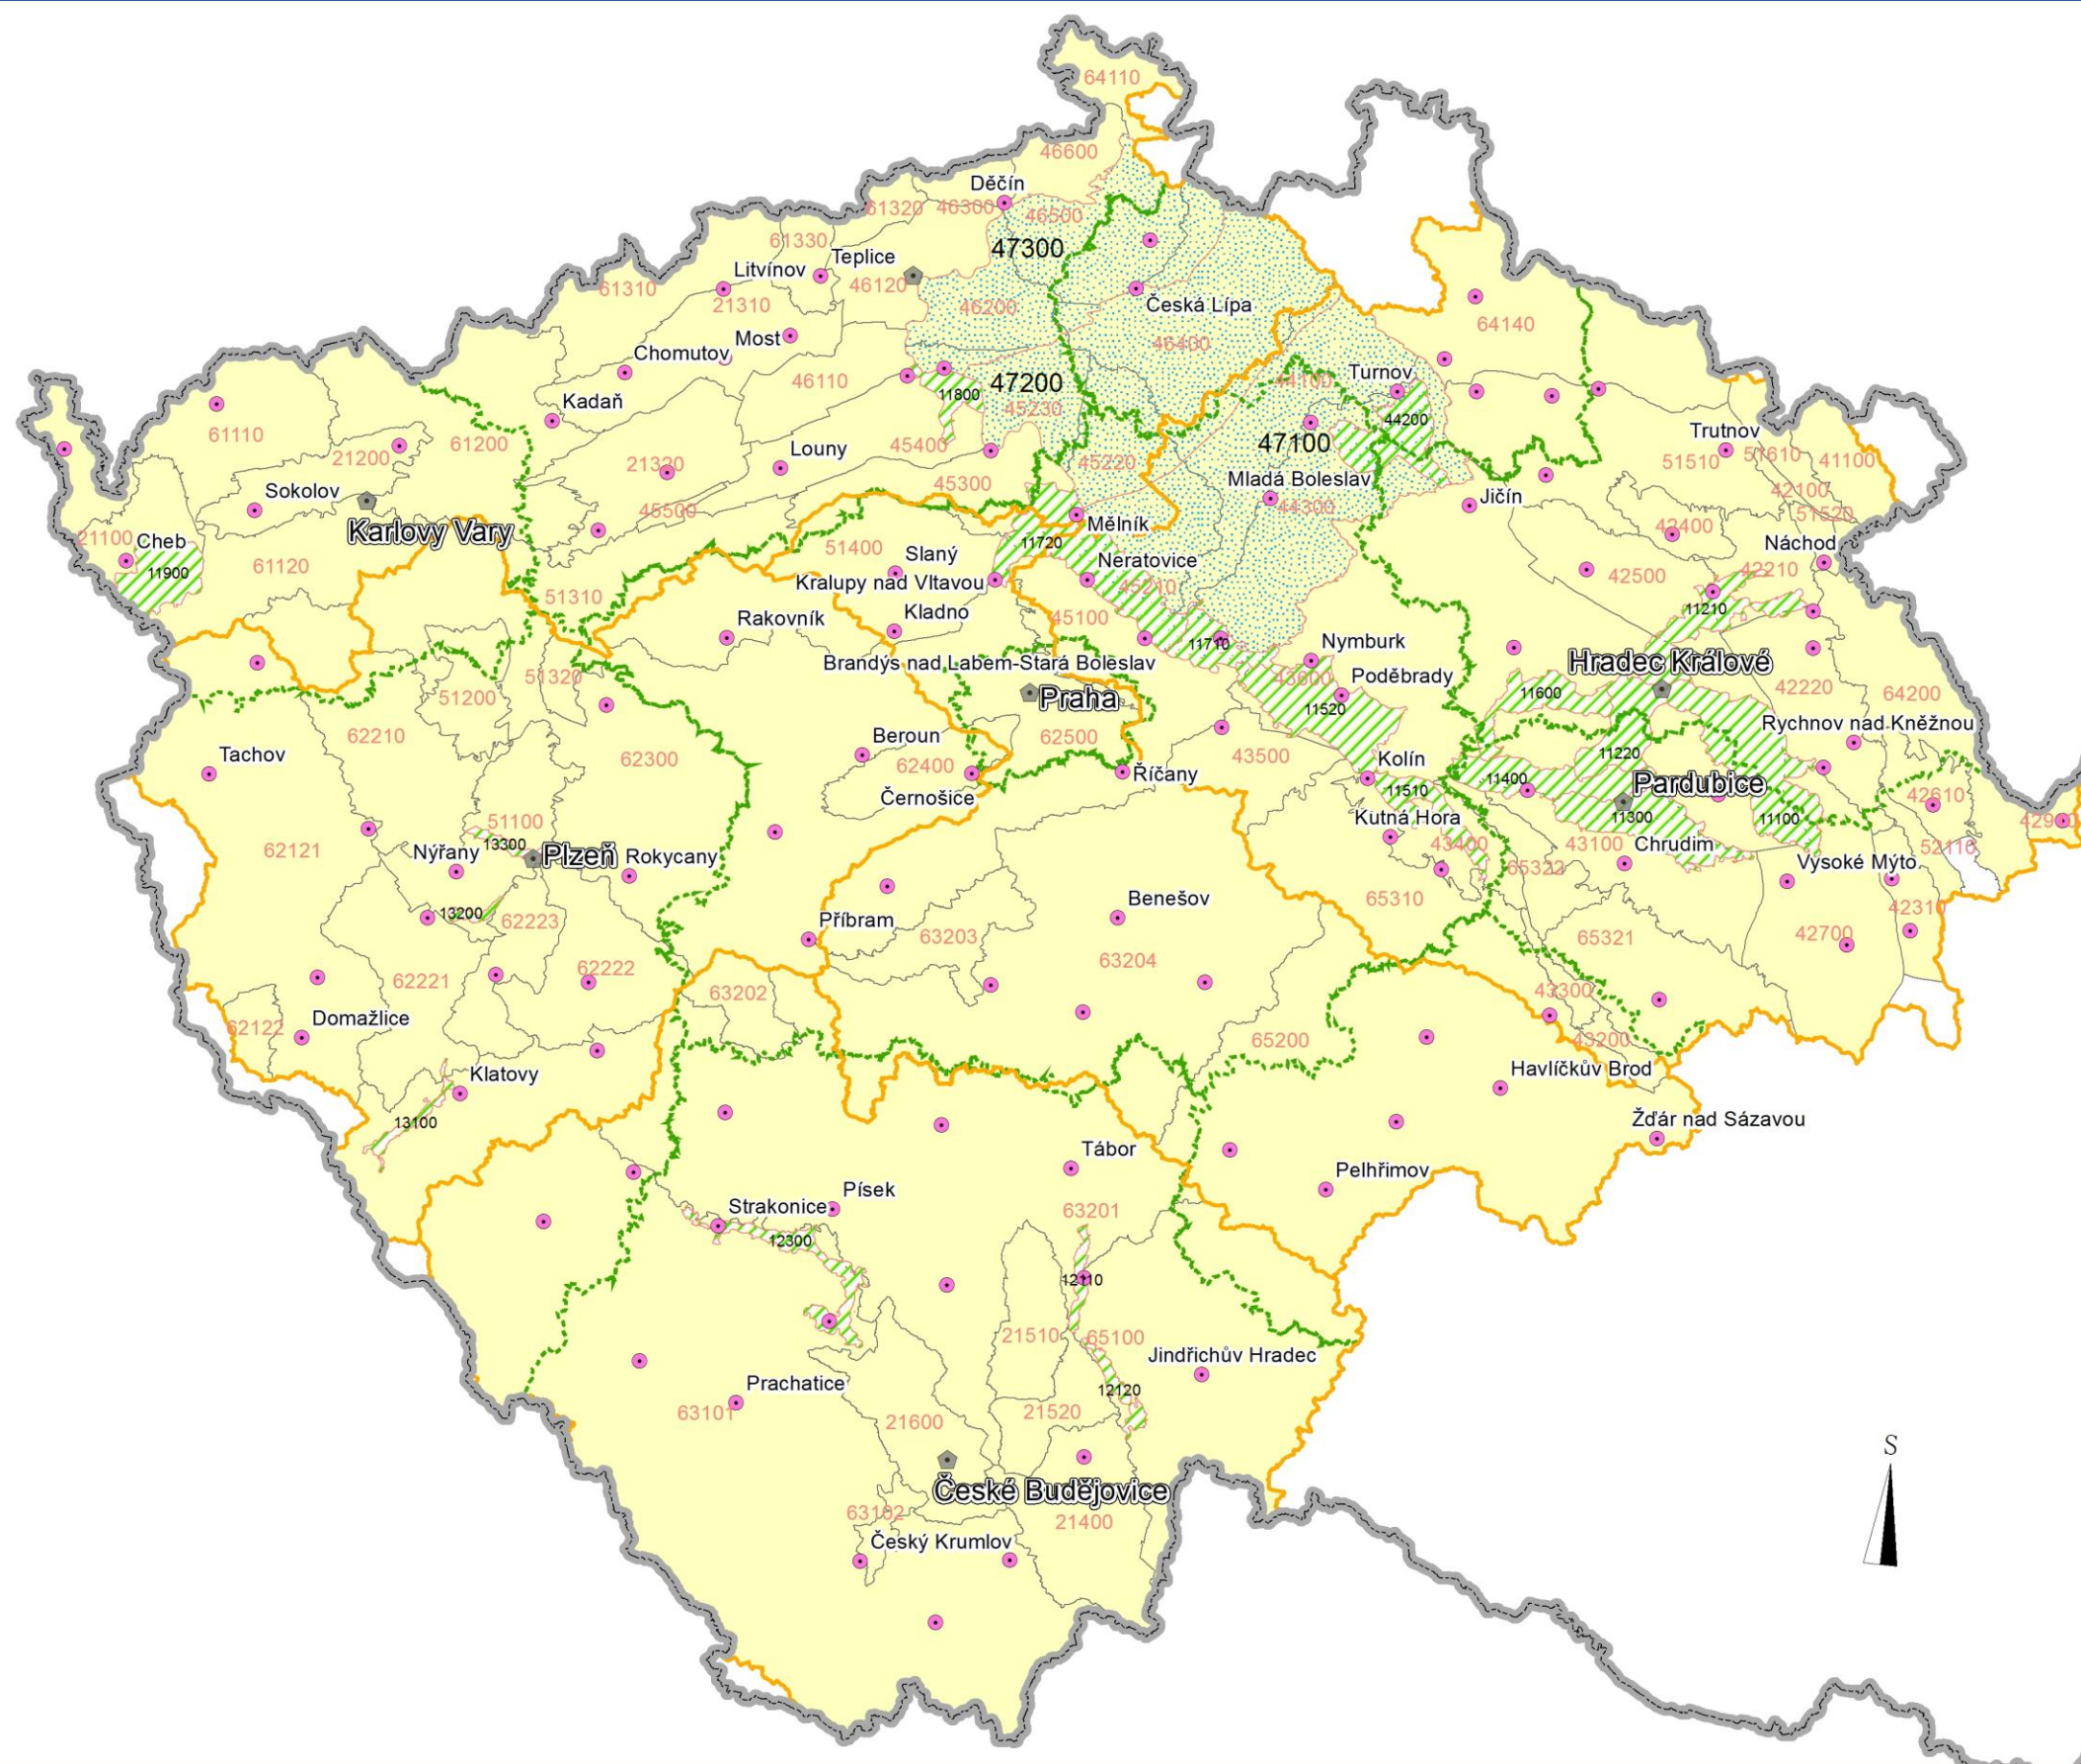 64110
46600
Děčín
61320
46300
46500
61330
47300
Teplice
Litvínov
46120
61310
21310
46200
Česká Lípa
64140
Most
Chomutov
46400
Turnov
44100
46110
47200
11800
Kadaň
45230
44200
61110
61200
45400
47100
Trutnov
21200
Louny
21320
45220
51510
51610
41100
Mladá Boleslav
Sokolov
45300
42100
Jičín
45500
44300
51520
Karlovy Vary
Mělník
42400
21100
Cheb
11720
51400
Slaný
Náchod
11900
61120
Neratovice
42500
42210
Kralupy nad Vltavou
45210
51310
Kladno
45100
11210
Rakovník
11710
Nymburk
Brandýs nad Labem-Stará Boleslav
Hradec Králové
51320
43600
Poděbrady
11600
42220
64200
51200
Praha
11520
62210
Beroun
62500
Rychnov nad Kněžnou
Tachov
62300
62400
43500
Kolín
11220
Říčany
11400
Pardubice
Černošice
11510
42610
51100
Kutná Hora
11300
11100
13300
43400
43100
Chrudim
62121
Nýřany
Plzeň
Rokycany
52110
65322
Vysoké Mýto
65310
Benešov
13200
62223
Příbram
63203
65321
42310
42700
63204
62221
62222
63202
43300
Domažlice
62122
65200
43200
Klatovy
Havlíčkův Brod
13100
Žďár nad Sázavou
Tábor
Pelhřimov
Písek
Strakonice
63201
12300
12110
21510
65100
Jindřichův Hradec
Prachatice
12120
63101
21600
21520
S
České Budějovice
63102
21400
Český Krumlov